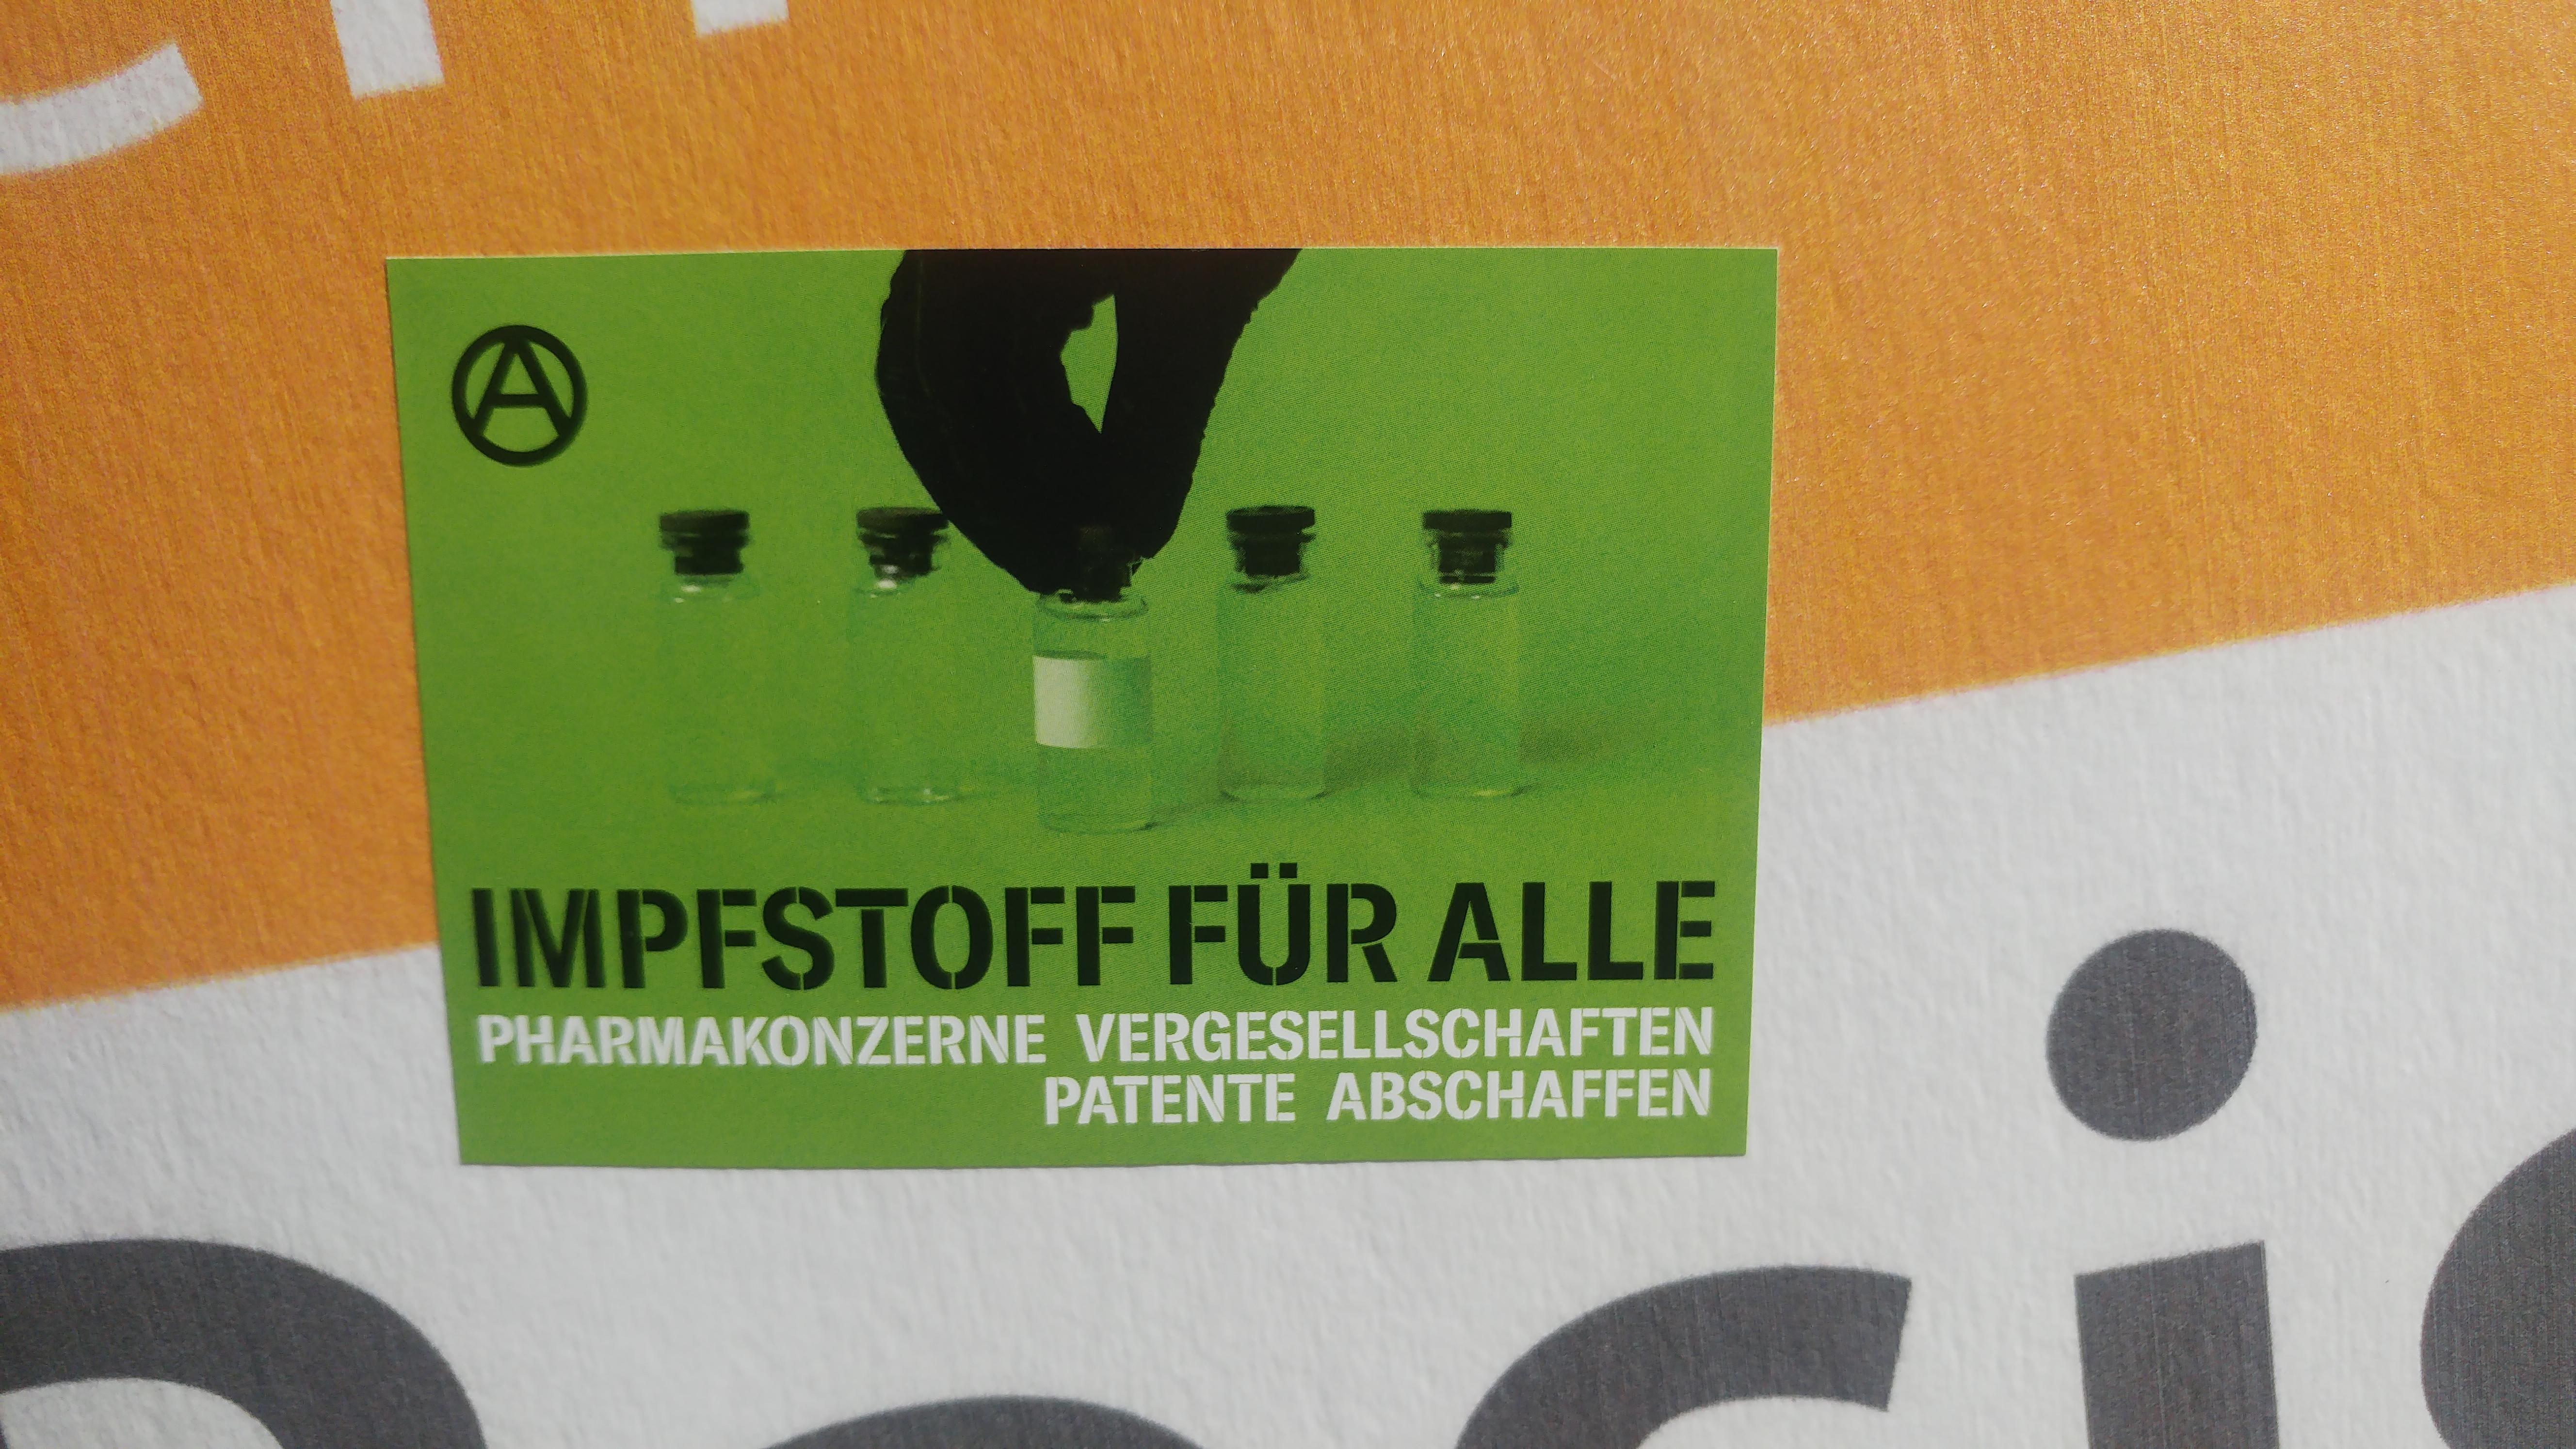 IMPFSTOFF FÜR ALLE
PHARMAKONZERNE VERGESELLSCHAFTEN
PATENTE ABSCHAFFEN